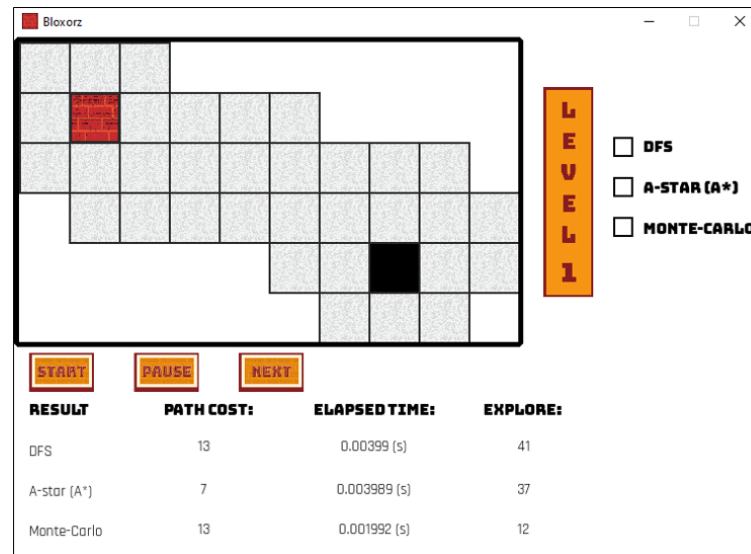 Bloxorz
LEVEL 1
DFS
A-STAR (A*)
MONTE-CARLO
START PAUSE NEXT
RESULT PATH COST: ELAPSED TIME: EXPLORE:
DFS 13 0.00399 (s) 41
A-star (A*) 7 0.003989 (s) 37
Monte-Carlo 13 0.001992 (s) 12